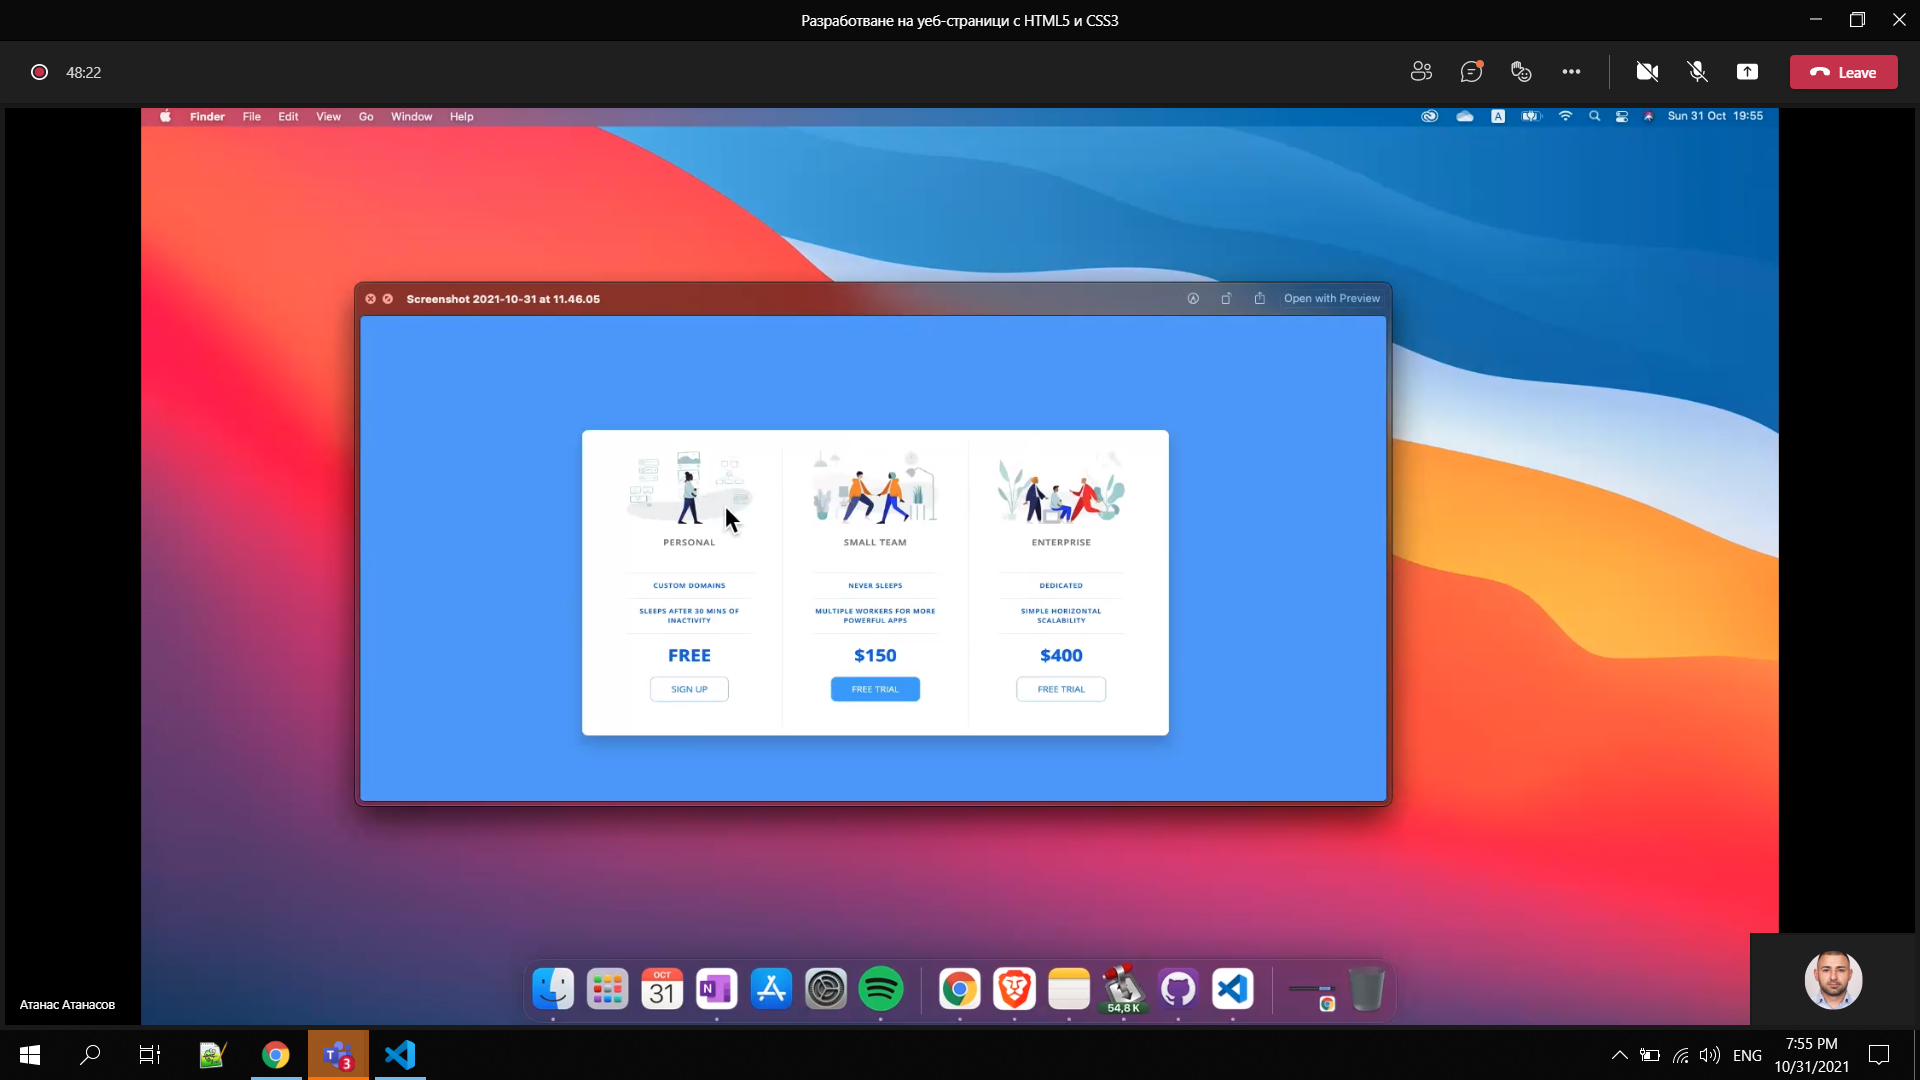 Разработване на уеб-страници с HTML5 и CSS3
48:22
Leave
Finder File Edit View Go Window Help
A
Sun 31 Oct 19:55
Screenshot 2021-10-31 at 11.46.05
Open with Preview
PERSONAL
CUSTOM DOMAINS
SLEEPS AFTER 30 MINS OF
INACTIVITY
FREE
SIGN UP
SMALL TEAM
NEVER SLEEPS
MULTIPLE WORKERS FOR MORE
POWERFUL APPS
$150
FREE TRIAL
ENTERPRISE
DEDICATED
SIMPLE HORIZONTAL
SCALABILITY
$400
FREE TRIAL
OCT
31
N
54,8 K
Атанас Атанасов
T
3
ENG
7:55 PM
10/31/2021